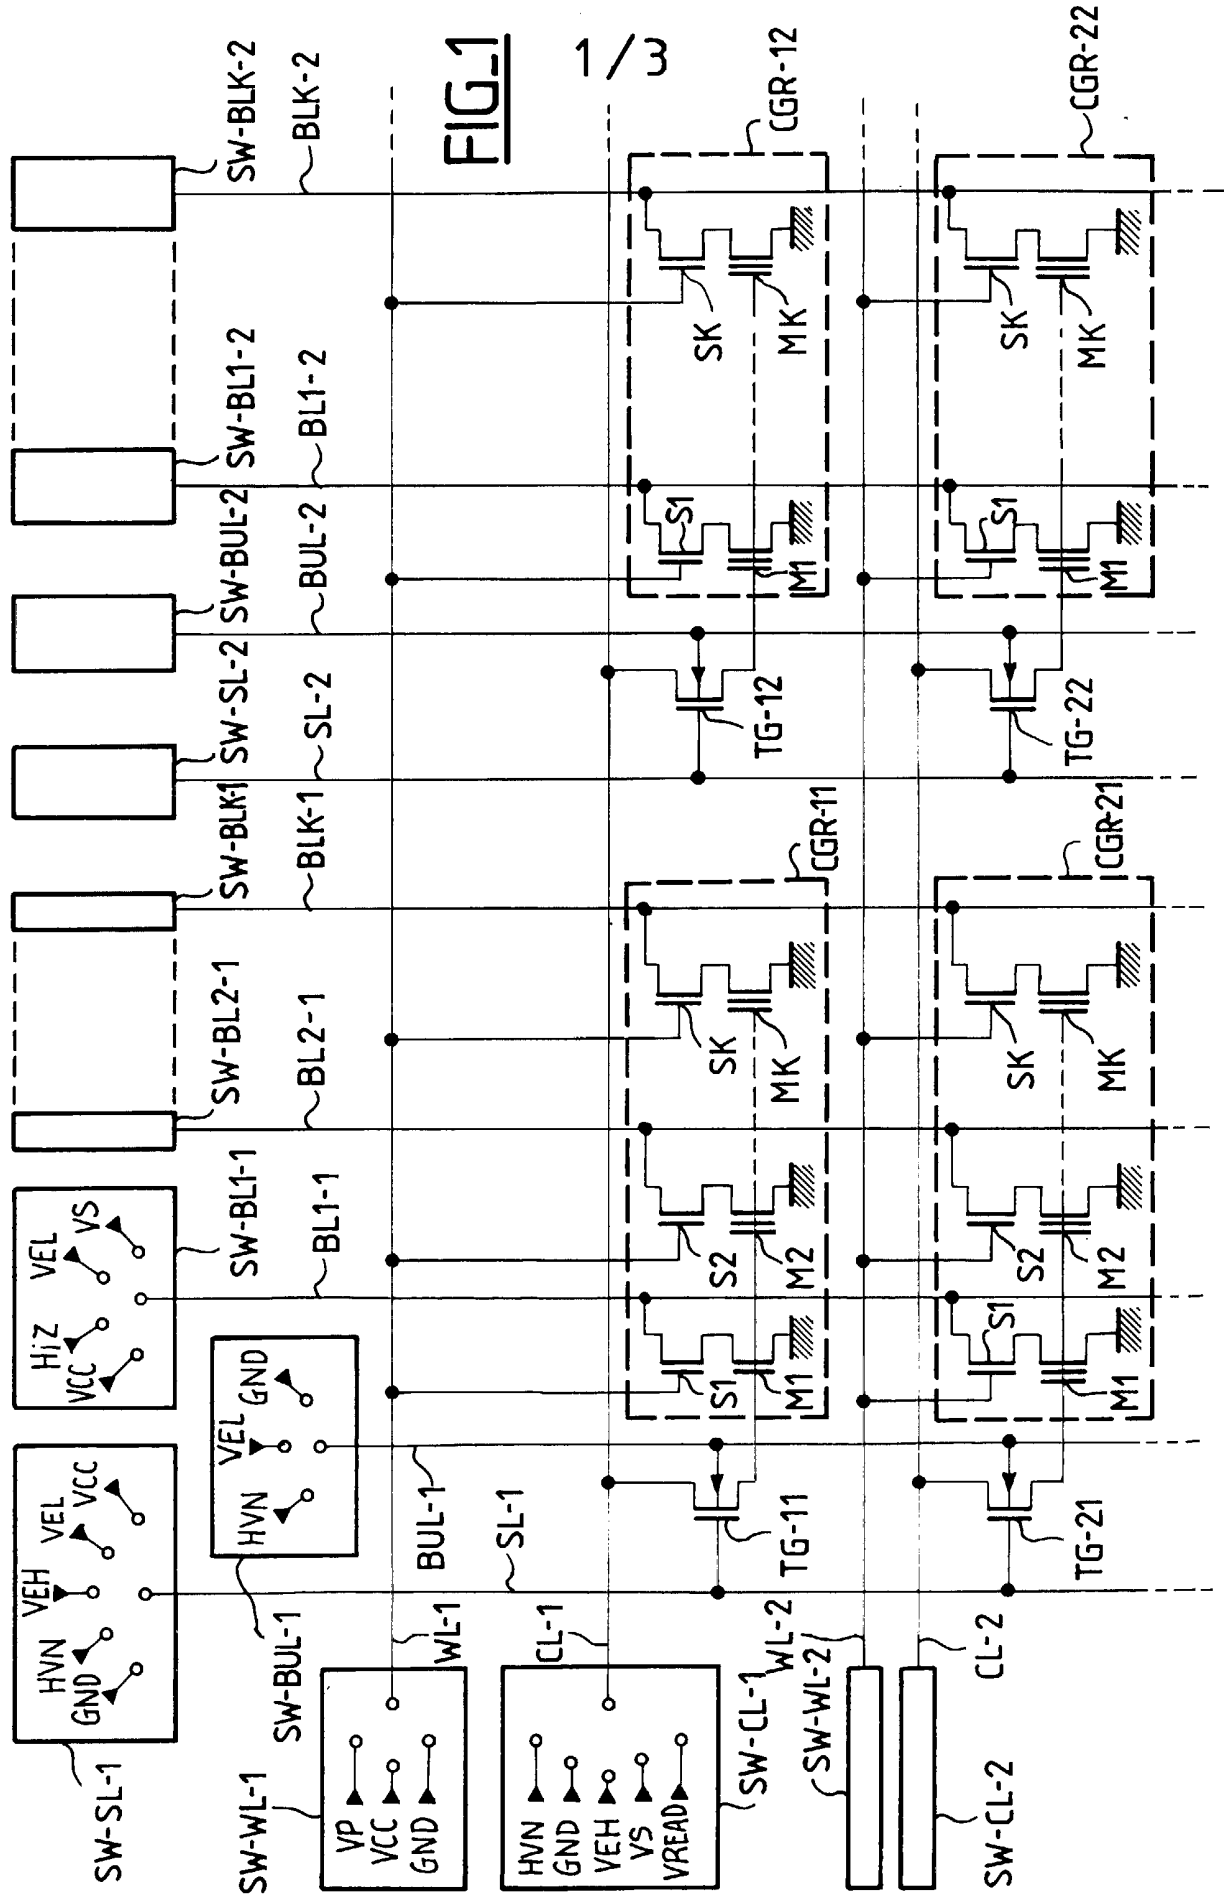 FIG_1
1/3
SW-SL-1
GND
HVN
VEH
VEL
VCC
SW-BUL-1
HVN
VEL
GND
SW-BL1-1
VCC
HiZ
VEL
VS
SW-BL2-1
SW-BLK-1
SW-SL-2
SW-BUL-2
SW-BL1-2
SW-BLK-2
SL-1
BUL-1
BL1-1
BL2-1
BLK-1
SL-2
BUL-2
BL1-2
BLK-2
SW-WL-1
VP
VCC
GND
WL-1
SW-CL-1
HVN
GND
VEH
VS
VREAD
CL-1
TG-11
S1
M1
S2
M2
SK
MK
CGR-11
TG-12
S1
M1
SK
MK
CGR-12
WL-2
SW-WL-2
CL-2
SW-CL-2
TG-21
S1
M1
S2
M2
SK
MK
CGR-21
TG-22
S1
M1
SK
MK
CGR-22